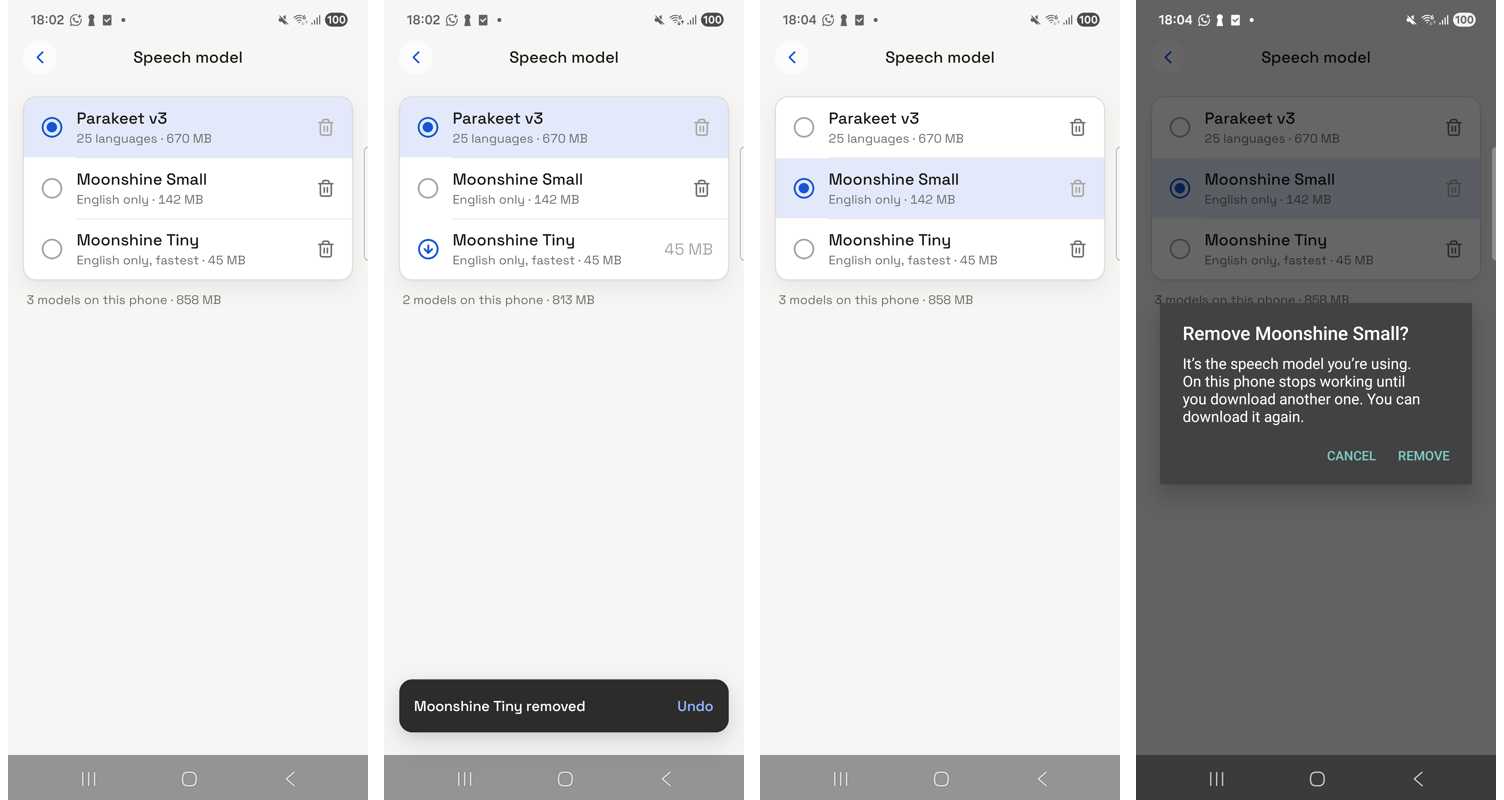 18:02
100
Speech model
Parakeet v3
25 languages · 670 MB
Moonshine Small
English only · 142 MB
Moonshine Tiny
English only, fastest · 45 MB
3 models on this phone · 858 MB
18:02
100
Speech model
Parakeet v3
25 languages · 670 MB
Moonshine Small
English only · 142 MB
Moonshine Tiny
45 MB
English only, fastest · 45 MB
2 models on this phone · 813 MB
Moonshine Tiny removed
Undo
18:04
100
Speech model
Parakeet v3
25 languages · 670 MB
Moonshine Small
English only · 142 MB
Moonshine Tiny
English only, fastest · 45 MB
3 models on this phone · 858 MB
18:04
100
Speech model
Parakeet v3
25 languages · 670 MB
Moonshine Small
English only · 142 MB
Moonshine Tiny
English only, fastest · 45 MB
3 models on this phone · 858 MB
Remove Moonshine Small?
It’s the speech model you’re using.
On this phone stops working until
you download another one. You can
download it again.
CANCEL
REMOVE